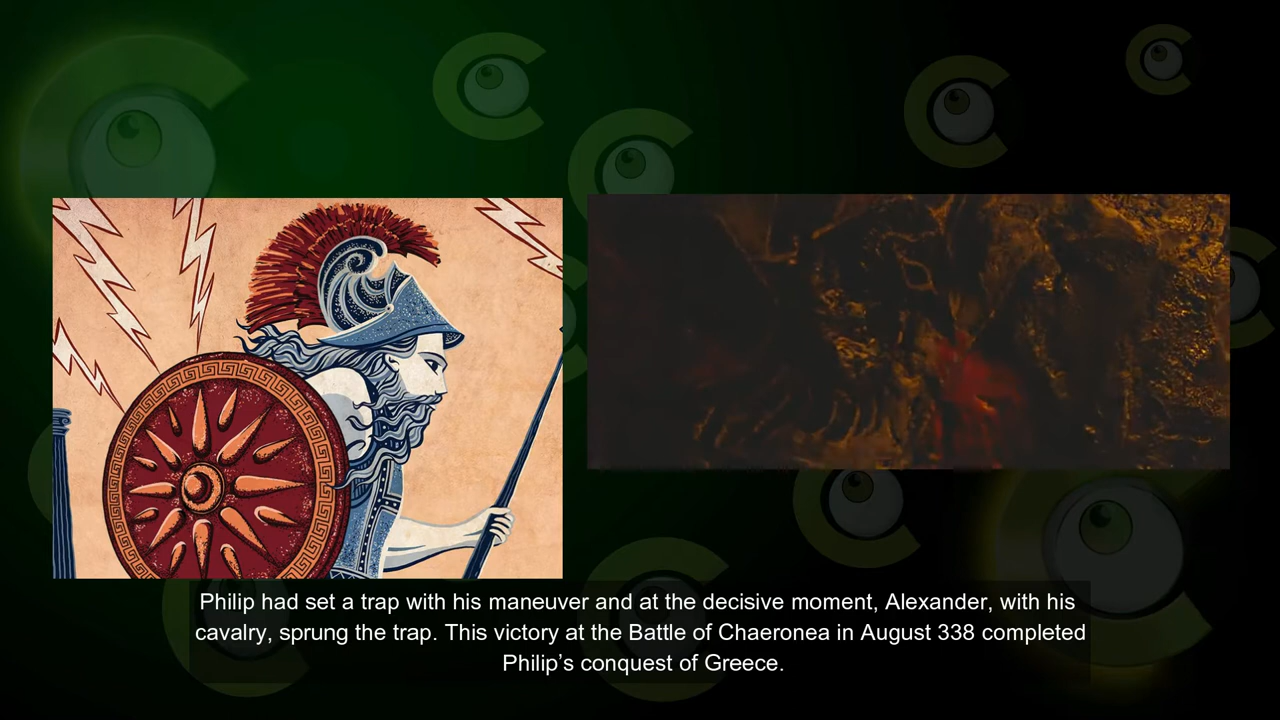 Philip had set a trap with his maneuver and at the decisive moment, Alexander, with his
cavalry, sprung the trap. This victory at the Battle of Chaeronea in August 338 completed
Philip’s conquest of Greece.